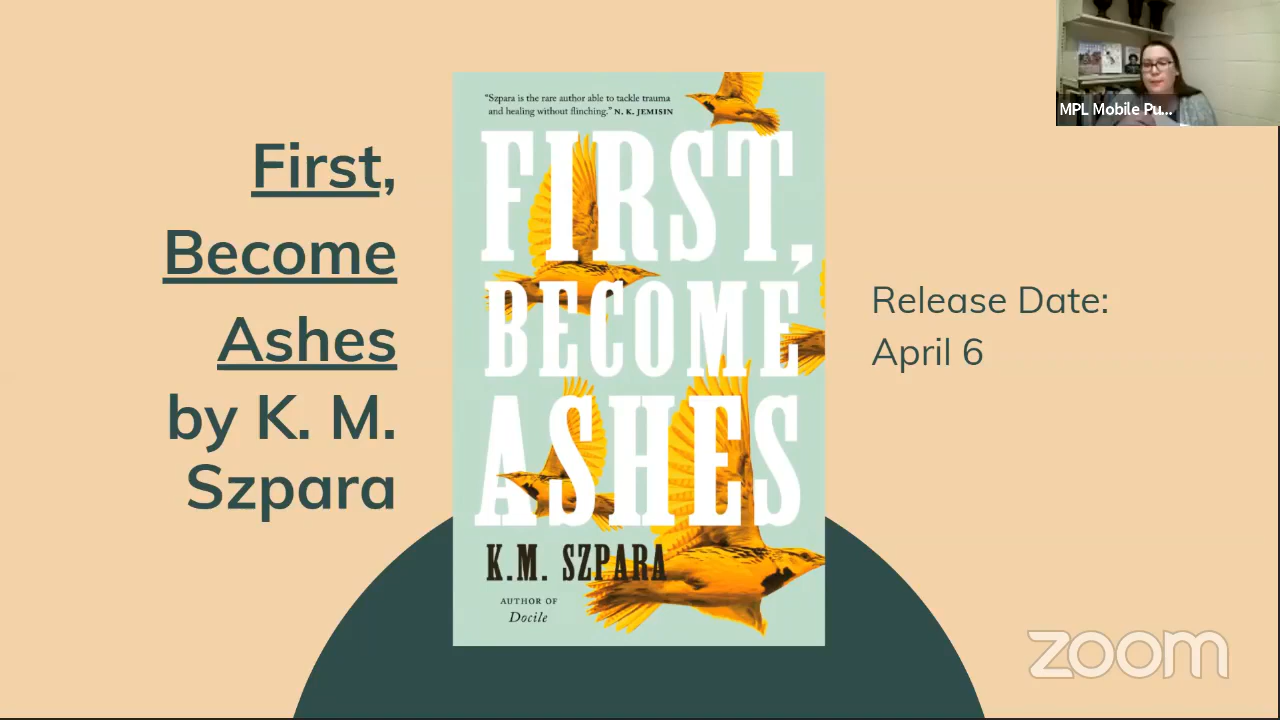 First,
Become
Ashes
by K. M.
Szpara
“Szpara is the rare author able to tackle trauma
and healing without flinching.” N. K. JEMISIN
FIRST,
BECOME
ASHES
K.M. SZPARA
AUTHOR OF
Docile
Release Date:
April 6
MPL Mobile Pu...
zoom